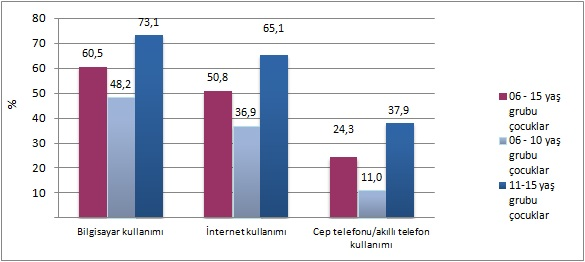 80
70
60
50
40
30
20
10
%
60,5
48,2
73,1
50,8
36,9
65,1
24,3
11,0
37,9
Bilgisayar kullanımı
İnternet kullanımı
Cep telefonu/akıllı telefon
kullanımı
06 - 15 yaş
grubu
çocuklar
06 - 10 yaş
grubu
çocuklar
11-15 yaş
grubu
çocuklar